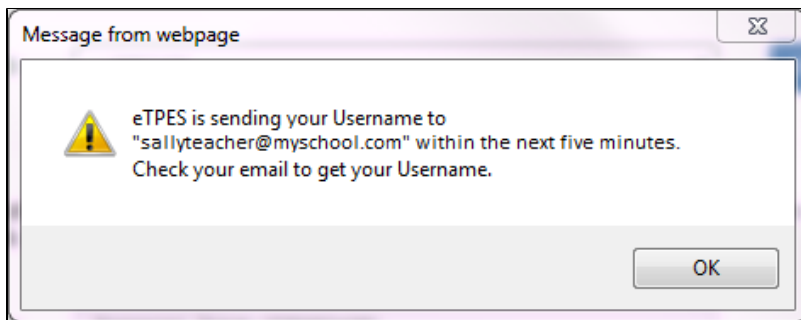 Message from webpage
eTPES is sending your Username to
"sallyteacher@myschool.com" within the next five minutes.
Check your email to get your Username.
OK